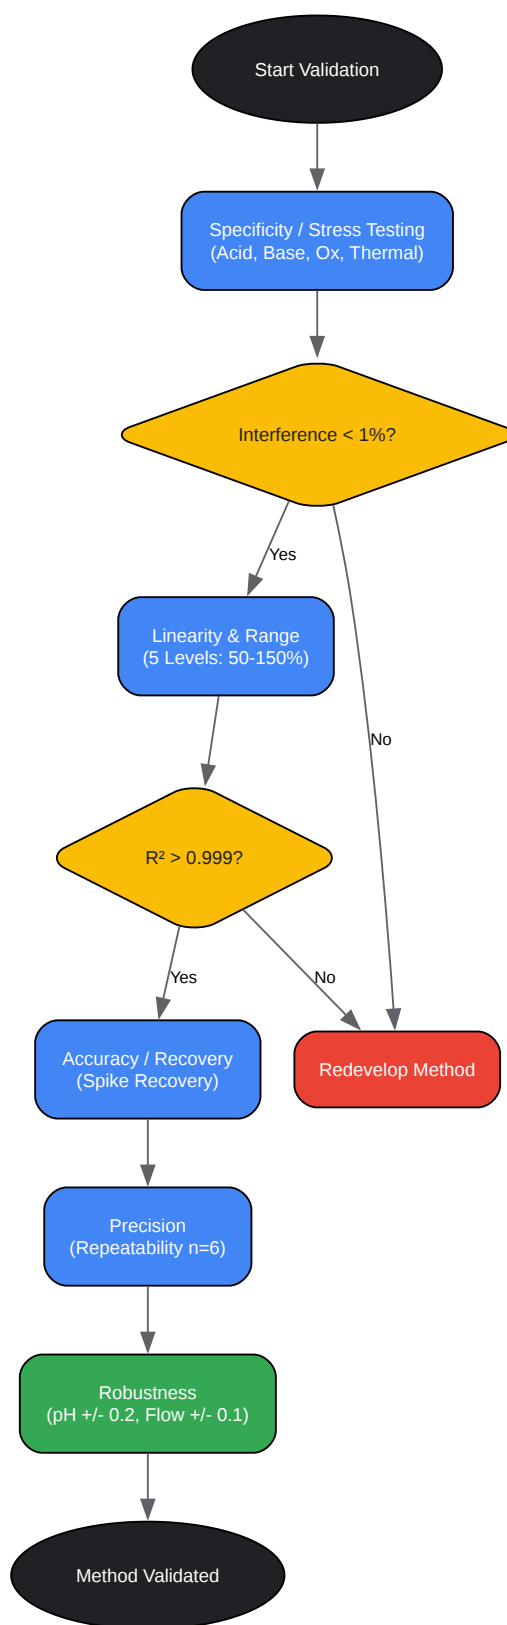 Start Validation
Specificity / Stress Testing
(Acid, Base, Ox, Thermal)
Interference < 1%?
Yes
Linearity & Range
(5 Levels: 50-150%)
No
R² > 0.999?
Yes
No
Accuracy / Recovery
(Spike Recovery)
Redevelop Method
Precision
(Repeatability n=6)
Robustness
(pH +/- 0.2, Flow +/- 0.1)
Method Validated